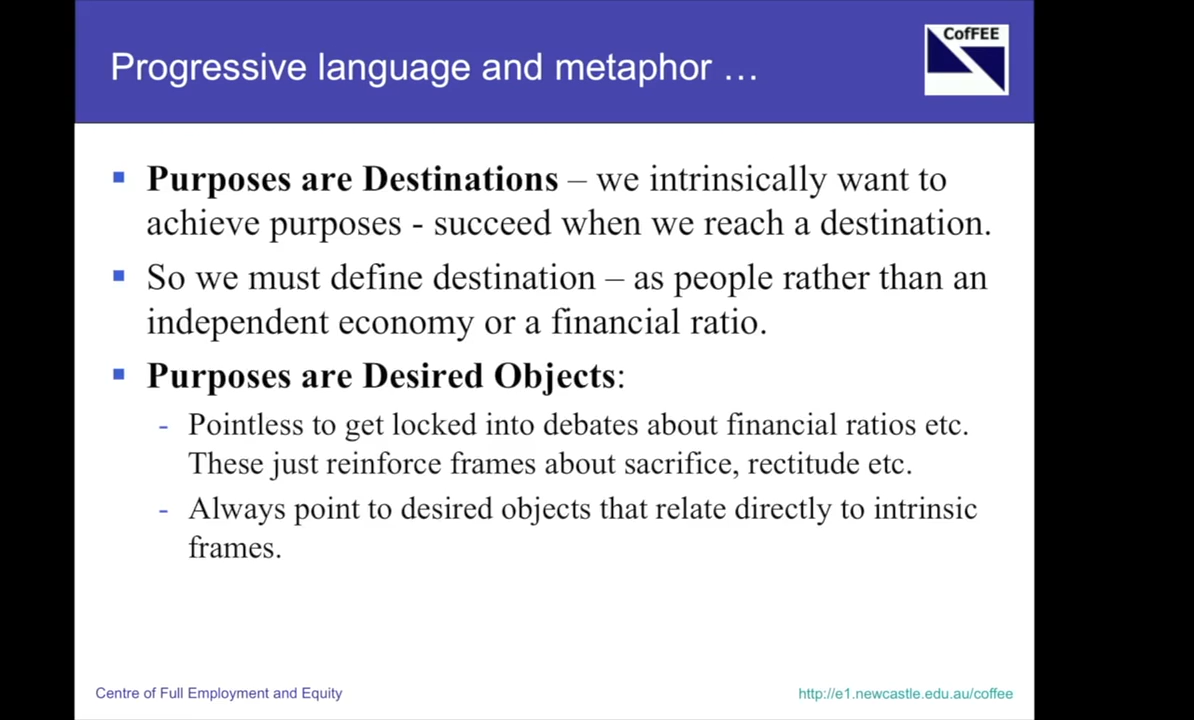 Progressive language and metaphor …
CofFEE
Purposes are Destinations – we intrinsically want to
achieve purposes - succeed when we reach a destination.
So we must define destination – as people rather than an
independent economy or a financial ratio.
Purposes are Desired Objects:
- Pointless to get locked into debates about financial ratios etc.
These just reinforce frames about sacrifice, rectitude etc.
- Always point to desired objects that relate directly to intrinsic
frames.
Centre of Full Employment and Equity
http://e1.newcastle.edu.au/coffee